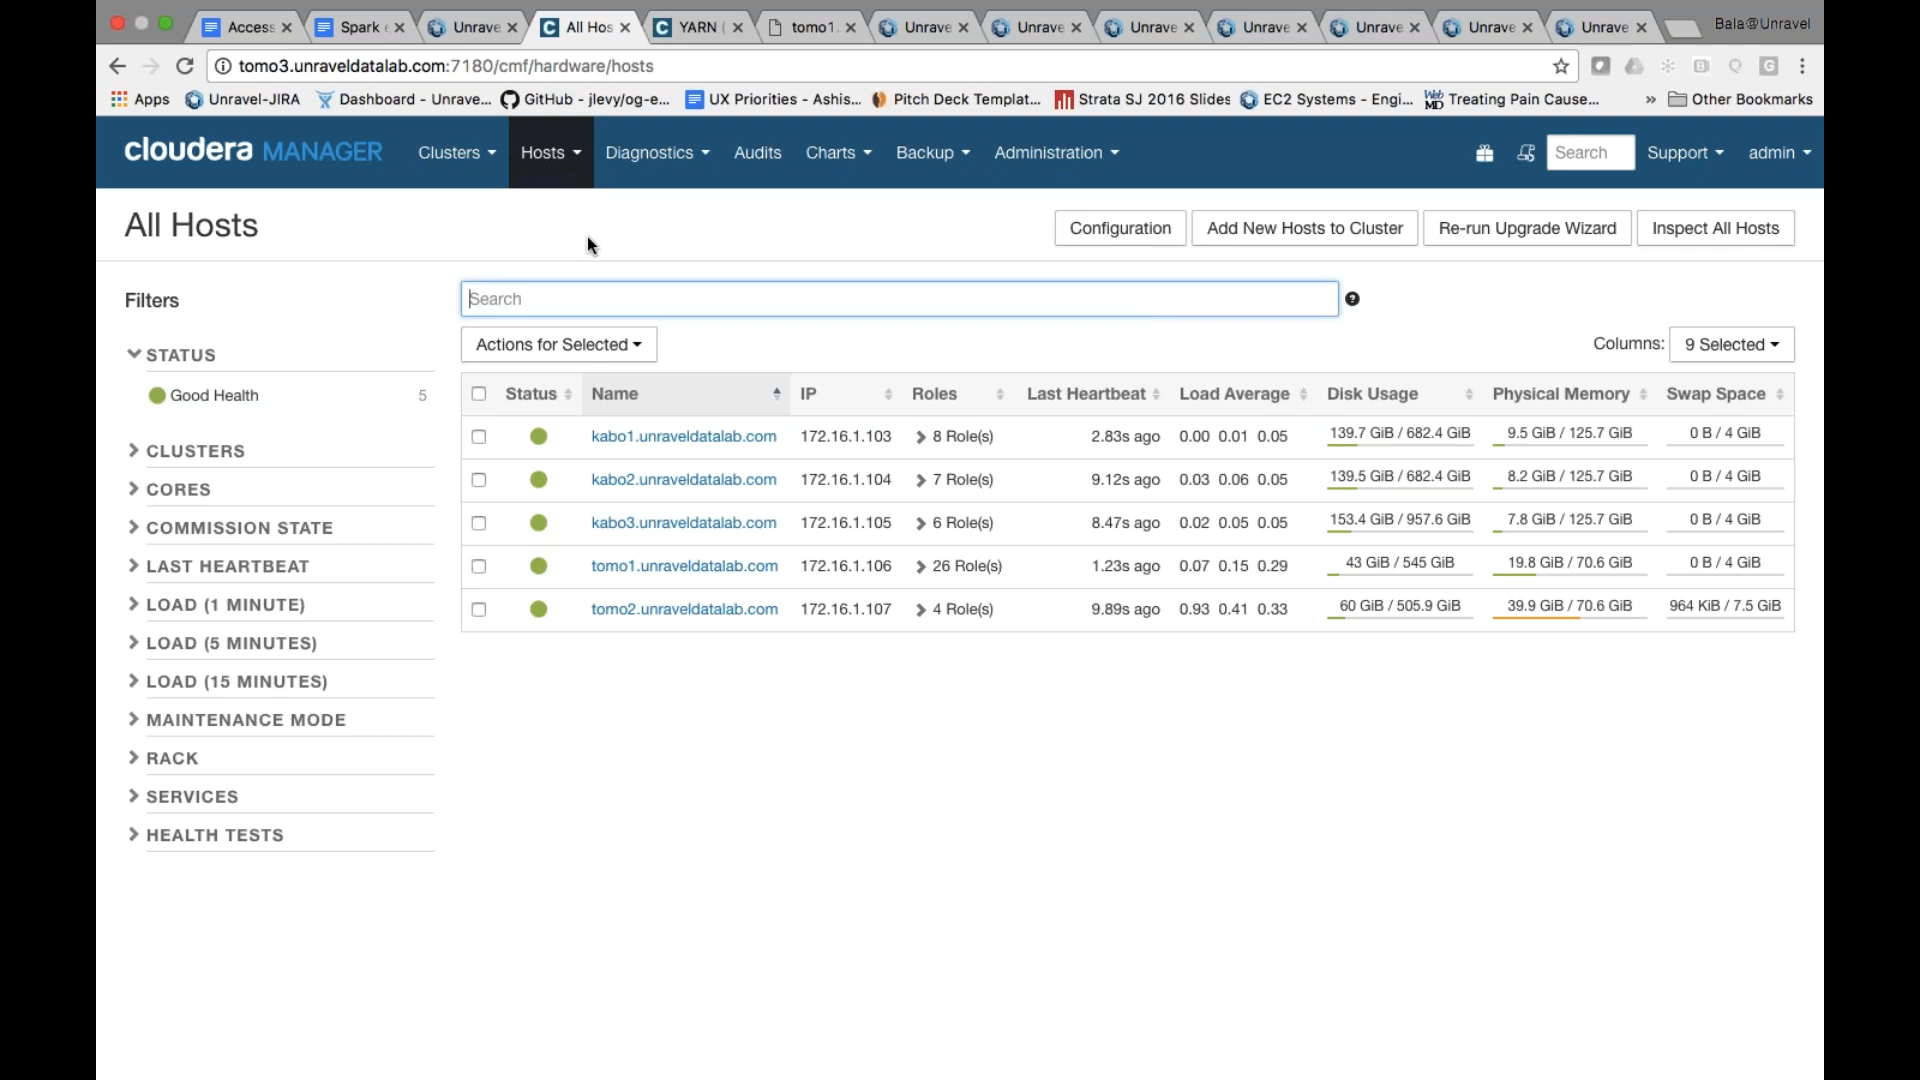 Access
Spark e
Unrave
All Hos
YARN (
tomo1.
Unrave
Unrave
Unrave
Unrave
Unrave
Unrave
Unrave
Bala@Unravel
tomo3.unraveldatalab.com:7180/cmf/hardware/hosts
Apps
Unravel-JIRA
Dashboard - Unrave...
GitHub - jlevy/og-e...
UX Priorities - Ashis...
Pitch Deck Templat...
Strata SJ 2016 Slides
EC2 Systems - Engi...
Treating Pain Cause...
» Other Bookmarks
cloudera MANAGER
Clusters
Hosts
Diagnostics
Audits
Charts
Backup
Administration
Search
Support
admin
All Hosts
Configuration
Add New Hosts to Cluster
Re-run Upgrade Wizard
Inspect All Hosts
Filters
Search
STATUS
Good Health 5
CLUSTERS
CORES
COMMISSION STATE
LAST HEARTBEAT
LOAD (1 MINUTE)
LOAD (5 MINUTES)
LOAD (15 MINUTES)
MAINTENANCE MODE
RACK
SERVICES
HEALTH TESTS
Actions for Selected
Columns: 9 Selected
Status Name IP Roles Last Heartbeat Load Average Disk Usage Physical Memory Swap Space
kabo1.unraveldatalab.com 172.16.1.103 8 Role(s) 2.83s ago 0.00 0.01 0.05 139.7 GiB / 682.4 GiB 9.5 GiB / 125.7 GiB 0 B / 4 GiB
kabo2.unraveldatalab.com 172.16.1.104 7 Role(s) 9.12s ago 0.03 0.06 0.05 139.5 GiB / 682.4 GiB 8.2 GiB / 125.7 GiB 0 B / 4 GiB
kabo3.unraveldatalab.com 172.16.1.105 6 Role(s) 8.47s ago 0.02 0.05 0.05 153.4 GiB / 957.6 GiB 7.8 GiB / 125.7 GiB 0 B / 4 GiB
tomo1.unraveldatalab.com 172.16.1.106 26 Role(s) 1.23s ago 0.07 0.15 0.29 43 GiB / 545 GiB 19.8 GiB / 70.6 GiB 0 B / 4 GiB
tomo2.unraveldatalab.com 172.16.1.107 4 Role(s) 9.89s ago 0.93 0.41 0.33 60 GiB / 505.9 GiB 39.9 GiB / 70.6 GiB 964 KiB / 7.5 GiB